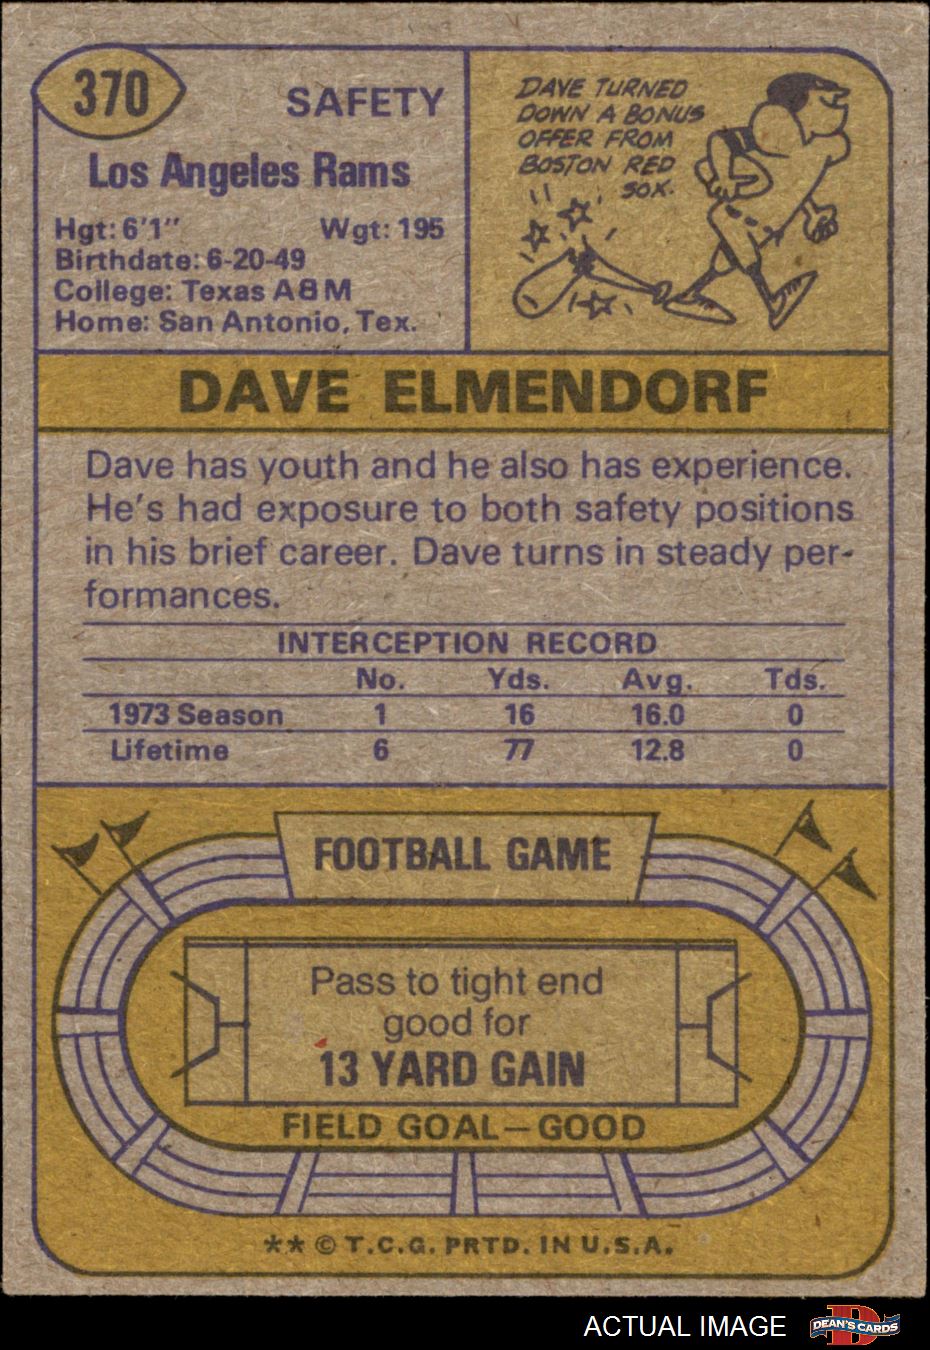 370
SAFETY
Los Angeles Rams
Hgt: 6'1" Wgt: 195
Birthdate: 6-20-49
College: Texas A&M
Home: San Antonio, Tex.
DAVE TURNED
DOWN A BONUS
OFFER FROM
BOSTON RED
SOX.
DAVE ELMENDORF
Dave has youth and he also has experience.
He's had exposure to both safety positions
in his brief career. Dave turns in steady per-
formances.
INTERCEPTION RECORD
No. Yds. Avg. Tds.
1973 Season 1 16 16.0 0
Lifetime 6 77 12.8 0
FOOTBALL GAME
Pass to tight end
good for
13 YARD GAIN
FIELD GOAL—GOOD
** © T.C.G. PRTD. IN U.S.A.
ACTUAL IMAGE
D
DEAN'S CARDS